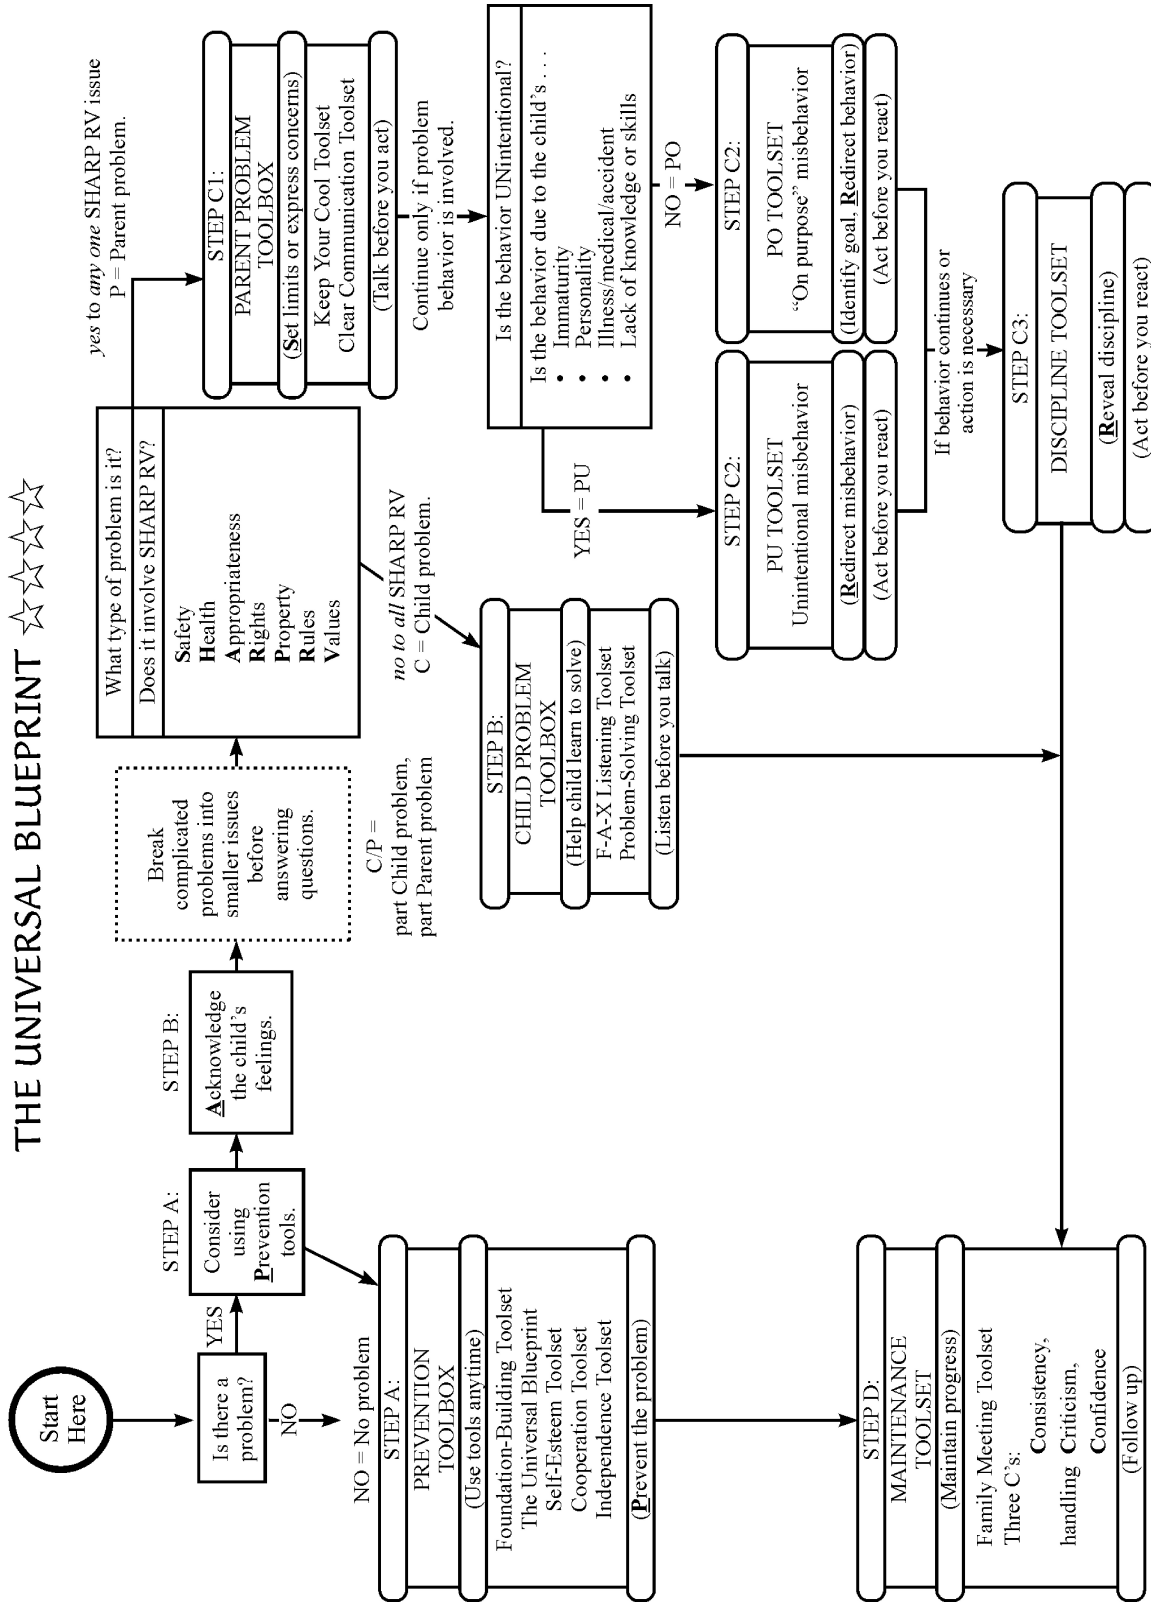 THE UNIVERSAL BLUEPRINT ☆☆☆☆☆
Start
Here
Is there a
problem?
YES
NO
NO = No problem
STEP A:
Consider
using
Prevention
tools.
STEP B:
Acknowledge
the child's
feelings.
Break
complicated
problems into
smaller issues
before
answering
questions.
C/P =
part Child problem,
part Parent problem
What type of problem is it?
Does it involve SHARP RV?
Safety
Health
Appropriateness
Rights
Property
Rules
Values
yes to any one SHARP RV issue
P = Parent problem.
no to all SHARP RV
C = Child problem.
STEP A:
PREVENTION
TOOLBOX
(Use tools anytime)
Foundation-Building Toolset
The Universal Blueprint
Self-Esteem Toolset
Cooperation Toolset
Independence Toolset
(Prevent the problem)
STEP B:
CHILD PROBLEM
TOOLBOX
(Help child learn to solve)
F-A-X Listening Toolset
Problem-Solving Toolset
(Listen before you talk)
STEP C1:
PARENT PROBLEM
TOOLBOX
(Set limits or express concerns)
Keep Your Cool Toolset
Clear Communication Toolset
(Talk before you act)
Continue only if problem
behavior is involved.
Is the behavior UNintentional?
Is the behavior due to the child's . . .
• Immaturity
• Personality
• Illness/medical/accident
• Lack of knowledge or skills
YES = PU
NO = PO
STEP C2:
PU TOOLSET
Unintentional misbehavior
(Redirect misbehavior)
(Act before you react)
STEP C2:
PO TOOLSET
“On purpose” misbehavior
(Identify goal, Redirect behavior)
(Act before you react)
If behavior continues or
action is necessary
STEP C3:
DISCIPLINE TOOLSET
(Reveal discipline)
(Act before you react)
STEP D:
MAINTENANCE
TOOLSET
(Maintain progress)
Family Meeting Toolset
Three C's:
Consistency,
handling Criticism,
Confidence
(Follow up)